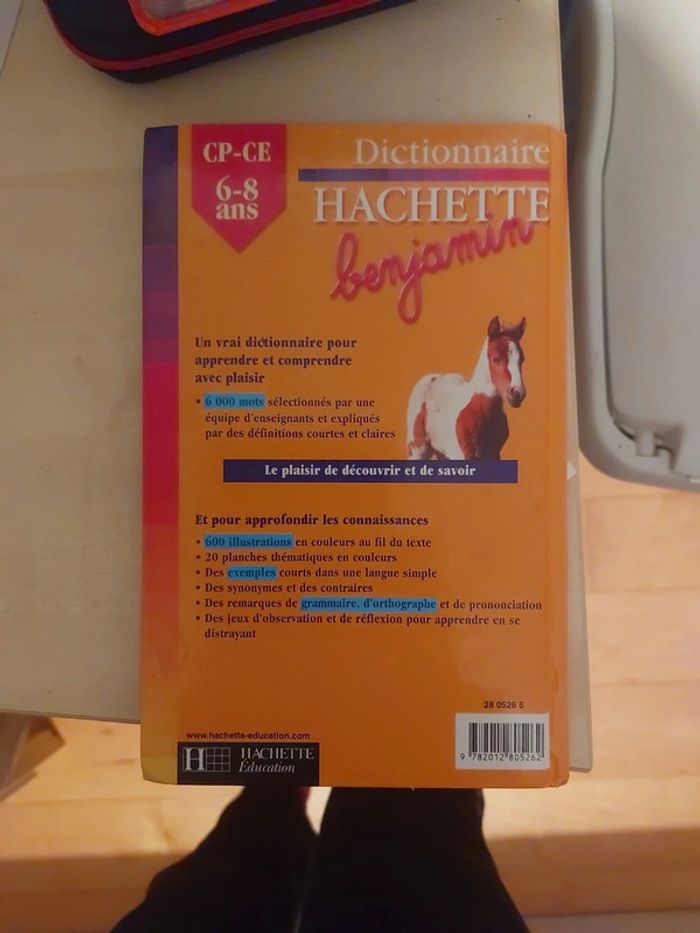 CP-CE
6-8
ans
Dictionnaire
HACHETTE
benjamin
Un vrai dictionnaire pour
apprendre et comprendre
avec plaisir
• 6 000 mots sélectionnés par une
équipe d'enseignants et expliqués
par des définitions courtes et claires
Le plaisir de découvrir et de savoir
Et pour approfondir les connaissances
• 600 illustrations en couleurs au fil du texte
• 20 planches thématiques en couleurs
• Des exemples courts dans une langue simple
• Des synonymes et des contraires
• Des remarques de grammaire, d'orthographe et de prononciation
• Des jeux d'observation et de réflexion pour apprendre en se
distrayant
28 0526 5
www.hachette-education.com
H HACHETTE
Éducation
9 782012 805262